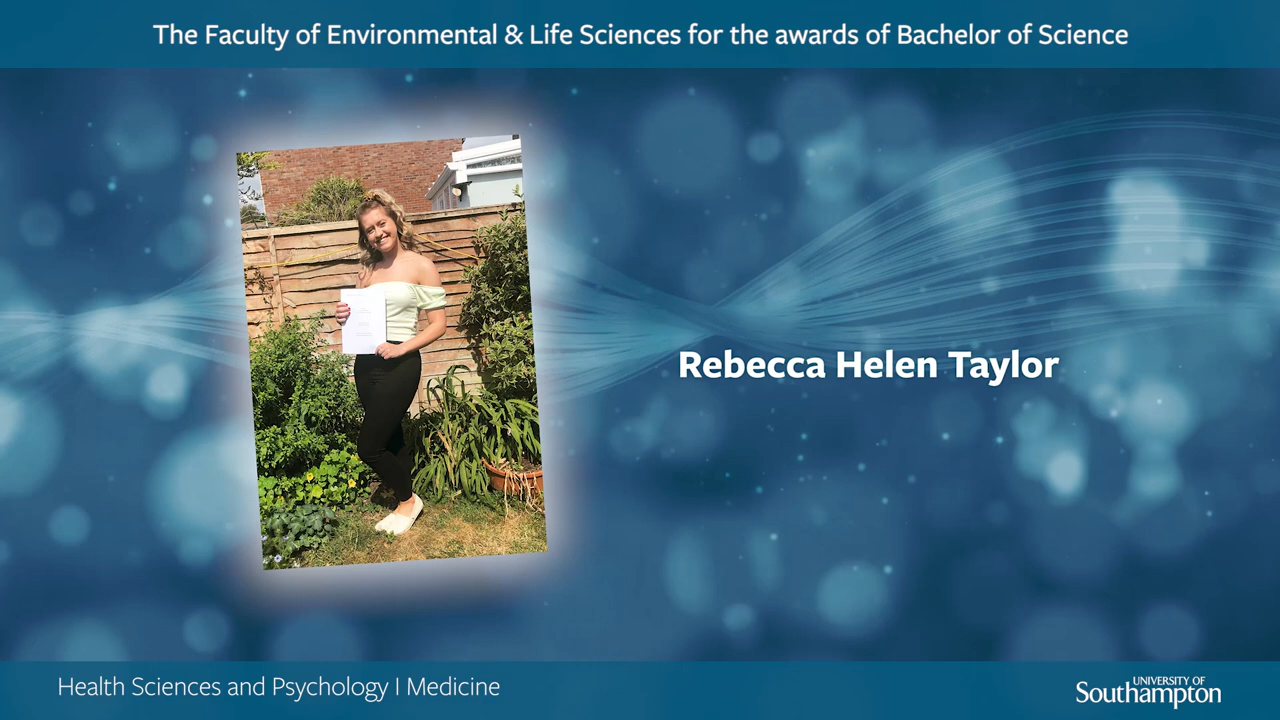 The Faculty of Environmental & Life Sciences for the awards of Bachelor of Science
Rebecca Helen Taylor
Health Sciences and Psychology | Medicine
UNIVERSITY OF
Southampton